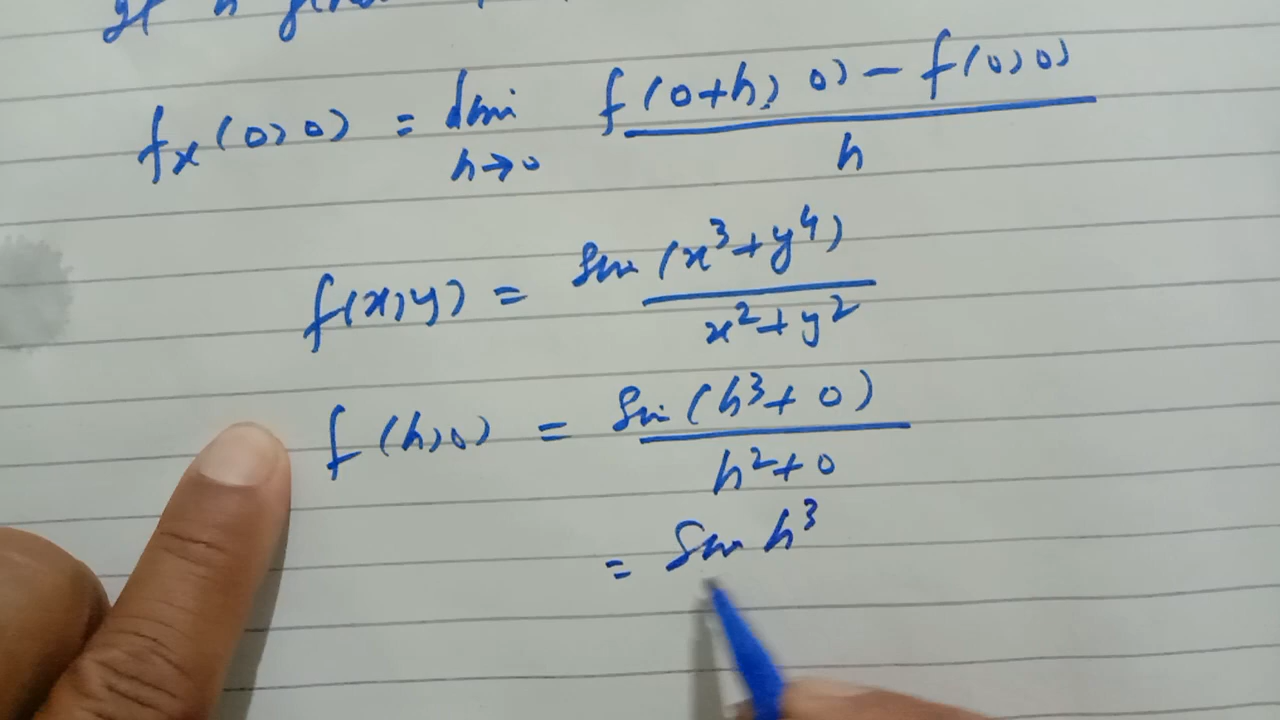 If
fx(0,0) = lim h→0 f(0+h, 0) - f(0,0) / h
f(x,y) = Sin (x³+y⁴) / x²+y²
f(h,0) = Sin (h³+0) / h²+0
= Sin h³